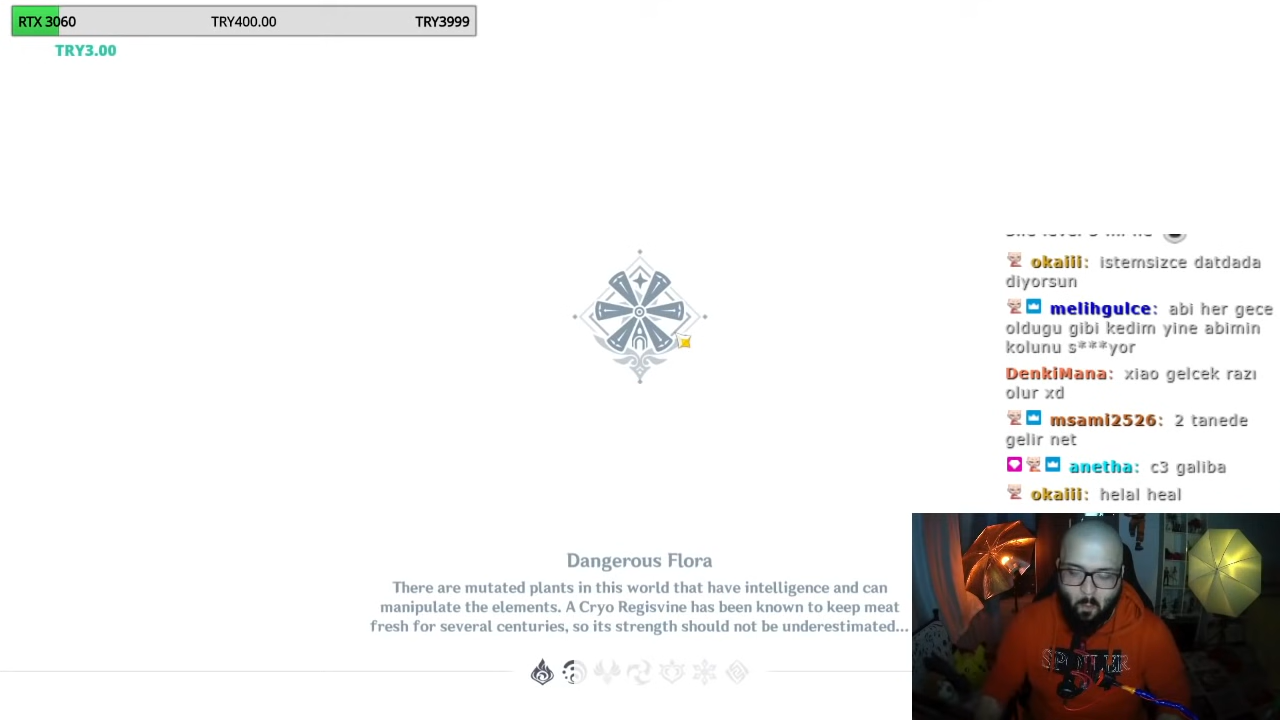 RTX 3060 TRY400.00 TRY3999
TRY3.00
okaiii: istemsizce datdada
diyorsun
melihgulce: abi her gece
oldugu gibi kedim yine abimin
kolunu s***yor
DenkiMana: xiao gelcek razı
olur xd
msami2526: 2 tanede
gelir net
anetha: c3 galiba
okaiii: helal heal
Dangerous Flora
There are mutated plants in this world that have intelligence and can
manipulate the elements. A Cryo Regisvine has been known to keep meat
fresh for several centuries, so its strength should not be underestimated...